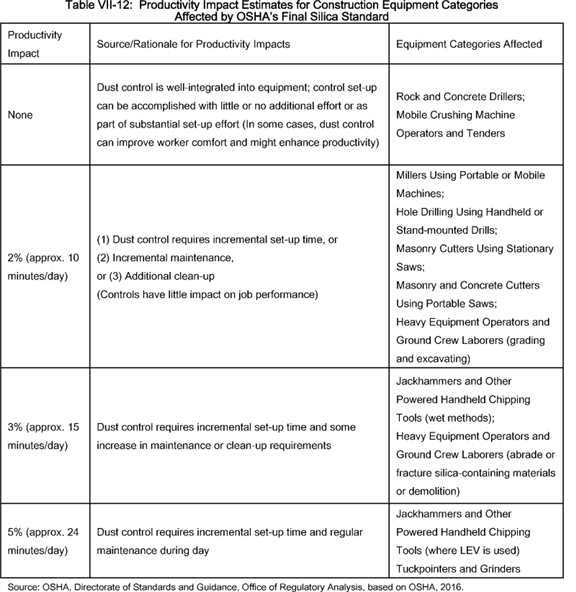 Table VII-12: Productivity Impact Estimates for Construction Equipment Categories
Affected by OSHA's Final Silica Standard
Productivity
Impact
Source/Rationale for Productivity Impacts
Equipment Categories Affected
None
Dust control is well-integrated into equipment; control set-up
can be accomplished with little or no additional effort or as
part of substantial set-up effort (In some cases, dust control
can improve worker comfort and might enhance productivity)
Rock and Concrete Drillers;
Mobile Crushing Machine
Operators and Tenders
2% (approx. 10
minutes/day)
(1) Dust control requires incremental set-up time, or
(2) Incremental maintenance,
or (3) Additional clean-up
(Controls have little impact on job performance)
Millers Using Portable or Mobile
Machines;
Hole Drilling Using Handheld or
Stand-mounted Drills;
Masonry Cutters Using Stationary
Saws;
Masonry and Concrete Cutters
Using Portable Saws;
Heavy Equipment Operators and
Ground Crew Laborers (grading
and excavating)
3% (approx. 15
minutes/day)
Dust control requires incremental set-up time and some
increase in maintenance or clean-up requirements
Jackhammers and Other
Powered Handheld Chipping
Tools (wet methods);
Heavy Equipment Operators and
Ground Crew Laborers (abrade or
fracture silica-containing materials
or demolition)
5% (approx. 24
minutes/day)
Dust control requires incremental set-up time and regular
maintenance during day
Jackhammers and Other
Powered Handheld Chipping
Tools (where LEV is used)
Tuckpointers and Grinders
Source: OSHA, Directorate of Standards and Guidance, Office of Regulatory Analysis, based on OSHA, 2016.